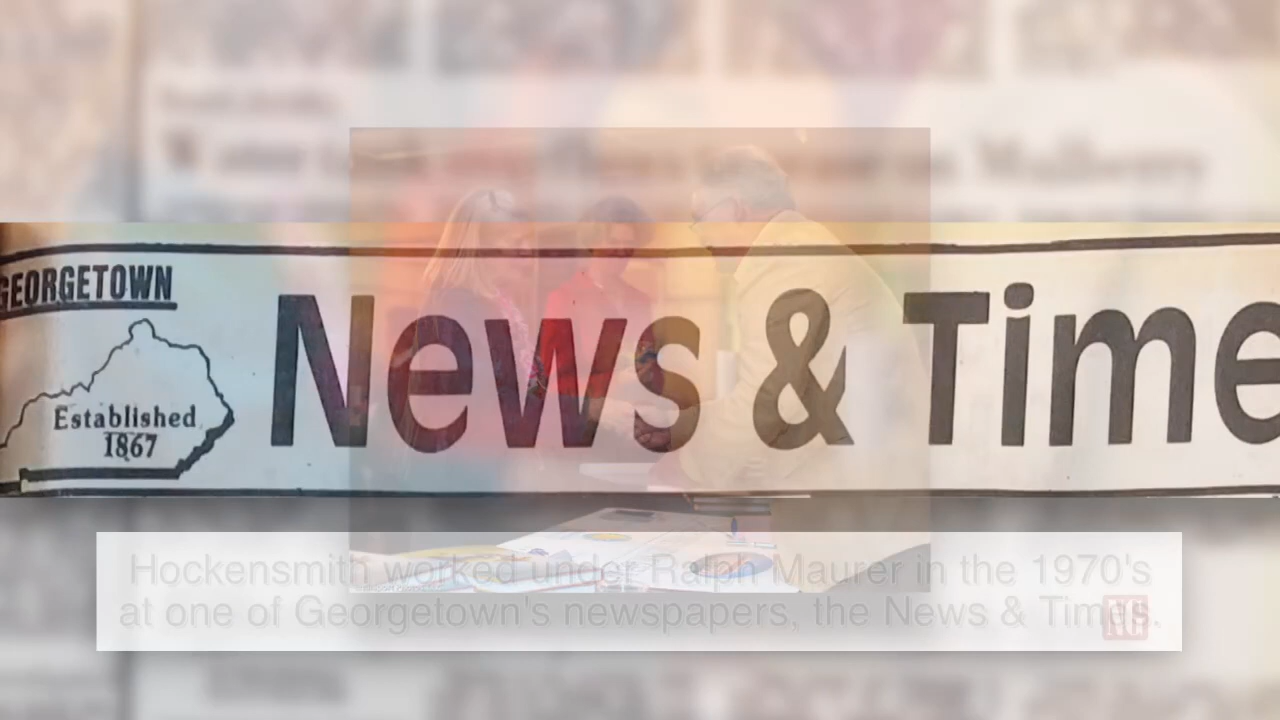 GEORGETOWN
News & Time
Established
1867
Hockensmith worked under Ralph Maurer in the 1970's
at one of Georgetown's newspapers, the News & Times.
NG